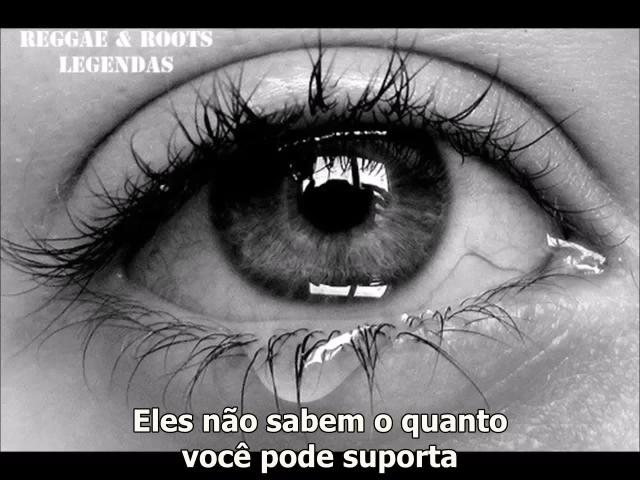 REGGAE & ROOTS
LEGENDAS
Eles não sabem o quanto
você pode suporta